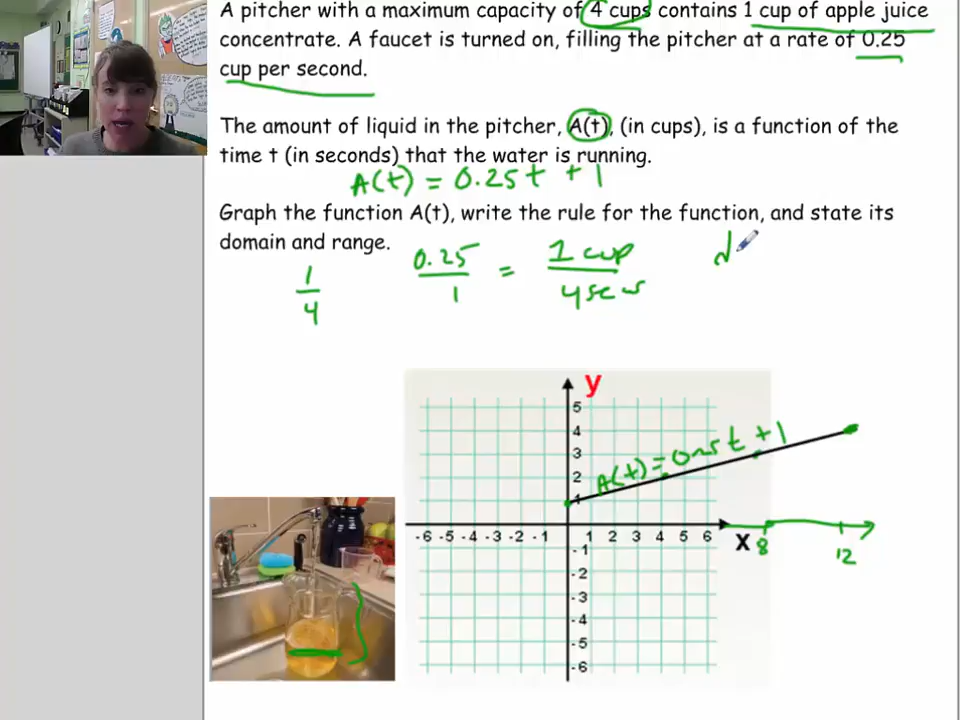 A pitcher with a maximum capacity of 4 cups contains 1 cup of apple juice
concentrate. A faucet is turned on, filling the pitcher at a rate of 0.25
cup per second.
The amount of liquid in the pitcher, A(t), (in cups), is a function of the
time t (in seconds) that the water is running.
A(t) = 0.25t + 1
Graph the function A(t), write the rule for the function, and state its
domain and range.
1/4
0.25/1 = 1 cup/4 secs
d
y
5
4
3
2
1
A(t) = 0.25t + 1
-6 -5 -4 -3 -2 -1 1 2 3 4 5 6 X 8 12
-1
-2
-3
-4
-5
-6